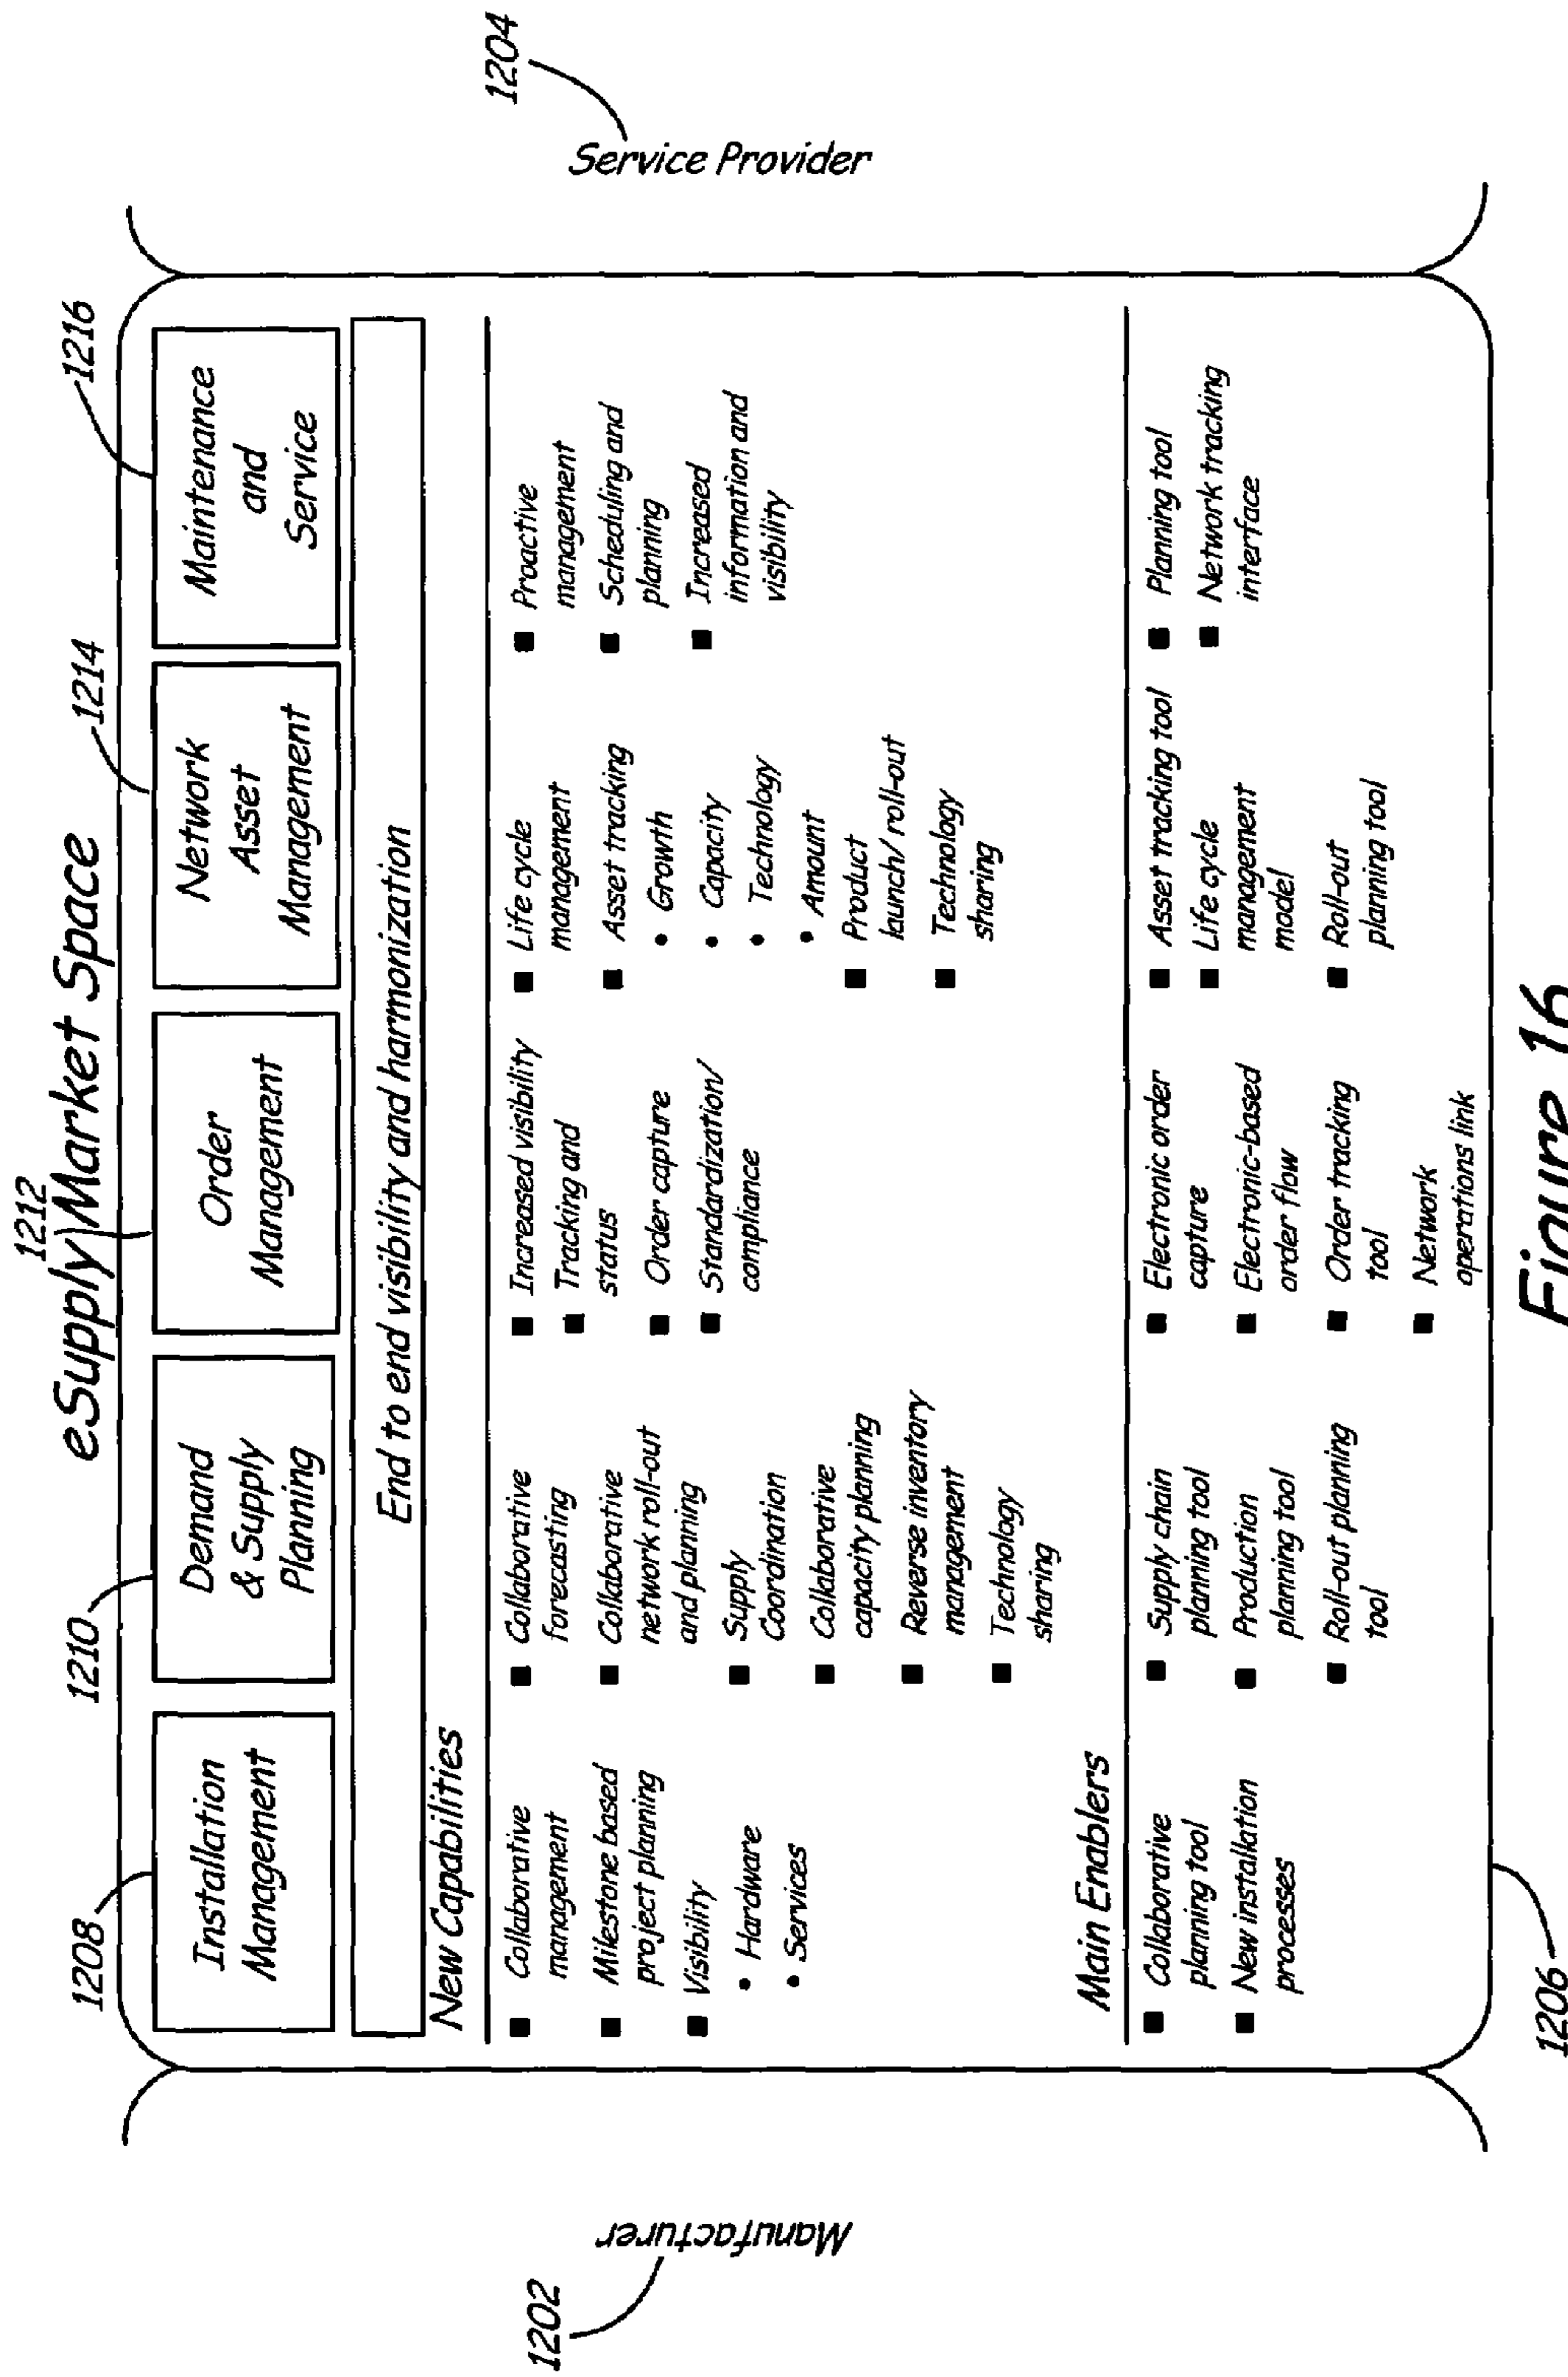 eSupply Market Space
1202
Manufacturer
1204
Service Provider
1206
1208
Installation
Management
1210
Demand
& Supply
Planning
1212
Order
Management
1214
Network
Asset
Management
1216
Maintenance
and
Service
End to end visibility and harmonization
New Capabilities
■ Collaborative
management
■ Milestone based
project planning
■ Visibility
• Hardware
• Services
■ Collaborative
forecasting
■ Collaborative
network roll-out
and planning
■ Supply
Coordination
■ Collaborative
capacity planning
■ Reverse inventory
management
■ Technology
sharing
■ Increased visibility
■ Tracking and
status
■ Order capture
■ Standardization/
compliance
■ Life cycle
management
■ Asset tracking
• Growth
• Capacity
• Technology
• Amount
■ Product
launch/ roll-out
■ Technology
sharing
■ Proactive
management
■ Scheduling and
planning
■ Increased
information and
visibility
Main Enablers
■ Collaborative
planning tool
■ New installation
processes
■ Supply chain
planning tool
■ Production
planning tool
■ Roll-out planning
tool
■ Electronic order
capture
■ Electronic-based
order flow
■ Order tracking
tool
■ Network
operations link
■ Asset tracking tool
■ Life cycle
management
model
■ Roll-out
planning tool
■ Planning tool
■ Network tracking
interface
Figure 16